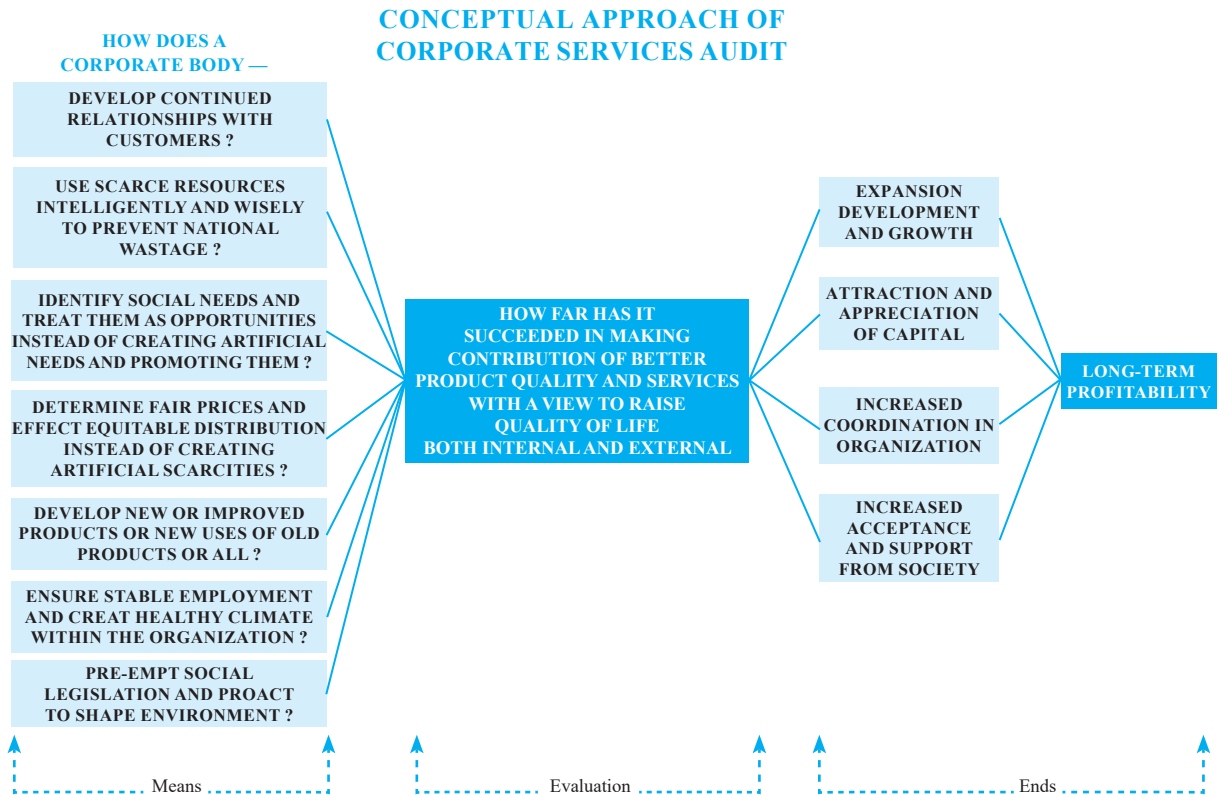 CONCEPTUAL APPROACH OF
CORPORATE SERVICES AUDIT
HOW DOES A
CORPORATE BODY —
DEVELOP CONTINUED
RELATIONSHIPS WITH
CUSTOMERS ?
USE SCARCE RESOURCES
INTELLIGENTLY AND WISELY
TO PREVENT NATIONAL
WASTAGE ?
IDENTIFY SOCIAL NEEDS AND
TREAT THEM AS OPPORTUNITIES
INSTEAD OF CREATING ARTIFICIAL
NEEDS AND PROMOTING THEM ?
DETERMINE FAIR PRICES AND
EFFECT EQUITABLE DISTRIBUTION
INSTEAD OF CREATING
ARTIFICIAL SCARCITIES ?
DEVELOP NEW OR IMPROVED
PRODUCTS OR NEW USES OF OLD
PRODUCTS OR ALL ?
ENSURE STABLE EMPLOYMENT
AND CREAT HEALTHY CLIMATE
WITHIN THE ORGANIZATION ?
PRE-EMPT SOCIAL
LEGISLATION AND PROACT
TO SHAPE ENVIRONMENT ?
HOW FAR HAS IT
SUCCEEDED IN MAKING
CONTRIBUTION OF BETTER
PRODUCT QUALITY AND SERVICES
WITH A VIEW TO RAISE
QUALITY OF LIFE
BOTH INTERNAL AND EXTERNAL
EXPANSION
DEVELOPMENT
AND GROWTH
ATTRACTION AND
APPRECIATION
OF CAPITAL
INCREASED
COORDINATION IN
ORGANIZATION
INCREASED
ACCEPTANCE
AND SUPPORT
FROM SOCIETY
LONG-TERM
PROFITABILITY
Means
Evaluation
Ends